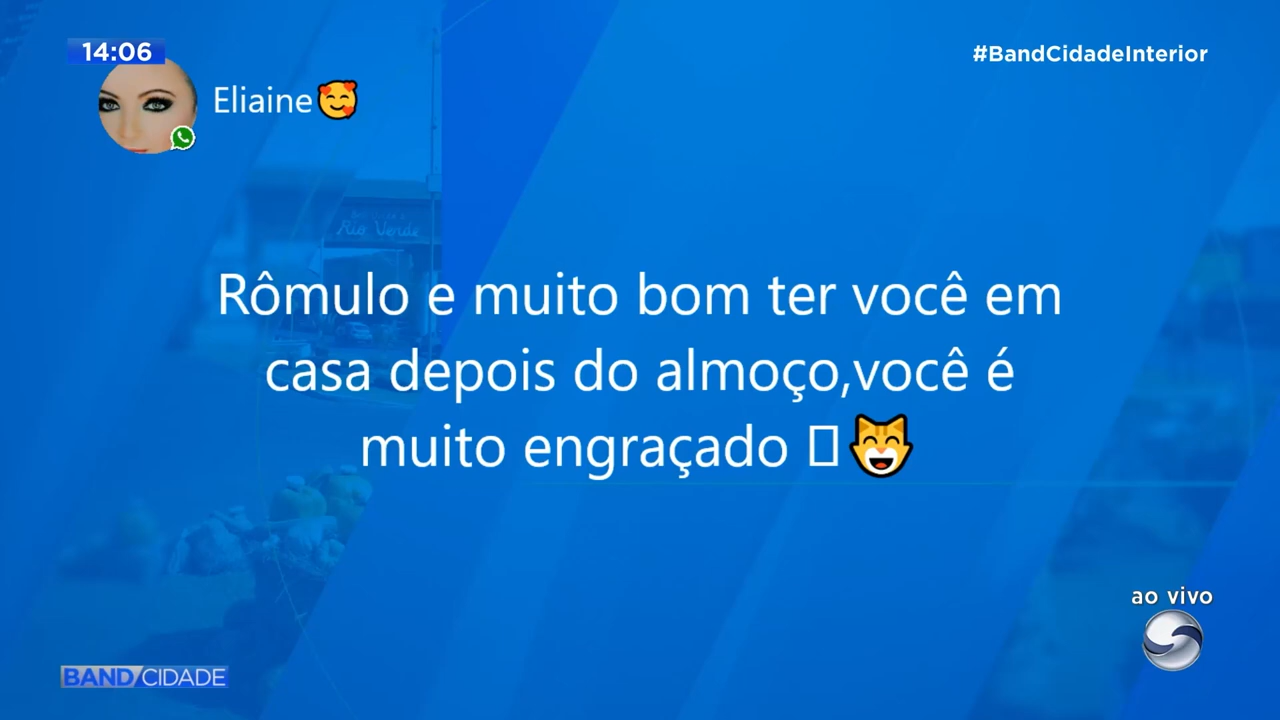 14:06
#BandCidadeInterior
Eliaine🥰
Rio Verde
Rômulo e muito bom ter você em
casa depois do almoço,você é
muito engraçado 😸
ao vivo
BAND/CIDADE